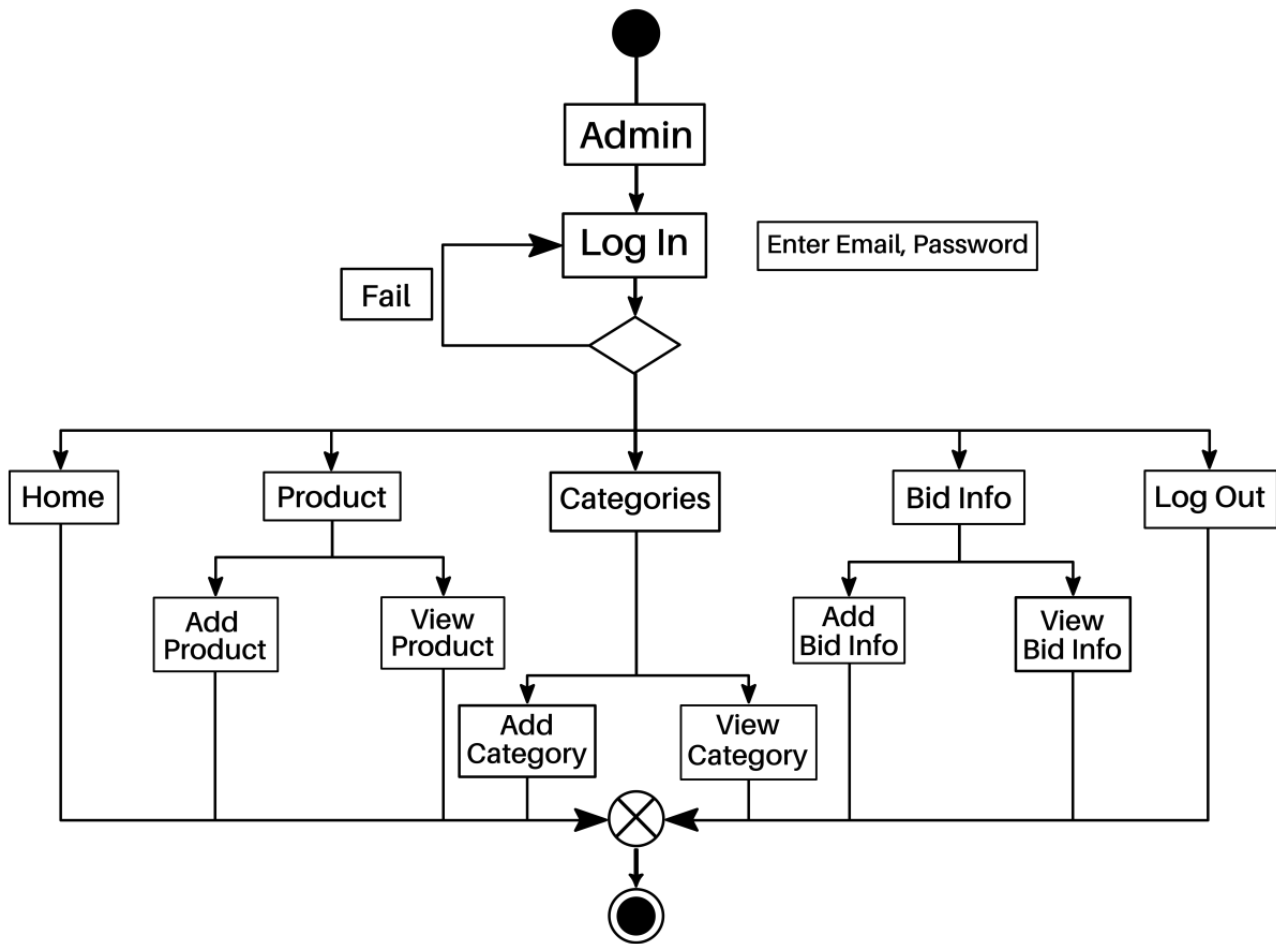 Admin
Log In
Enter Email, Password
Fail
Home
Product
Categories
Bid Info
Log Out
Add
Product
View
Product
Add
Bid Info
View
Bid Info
Add
Category
View
Category